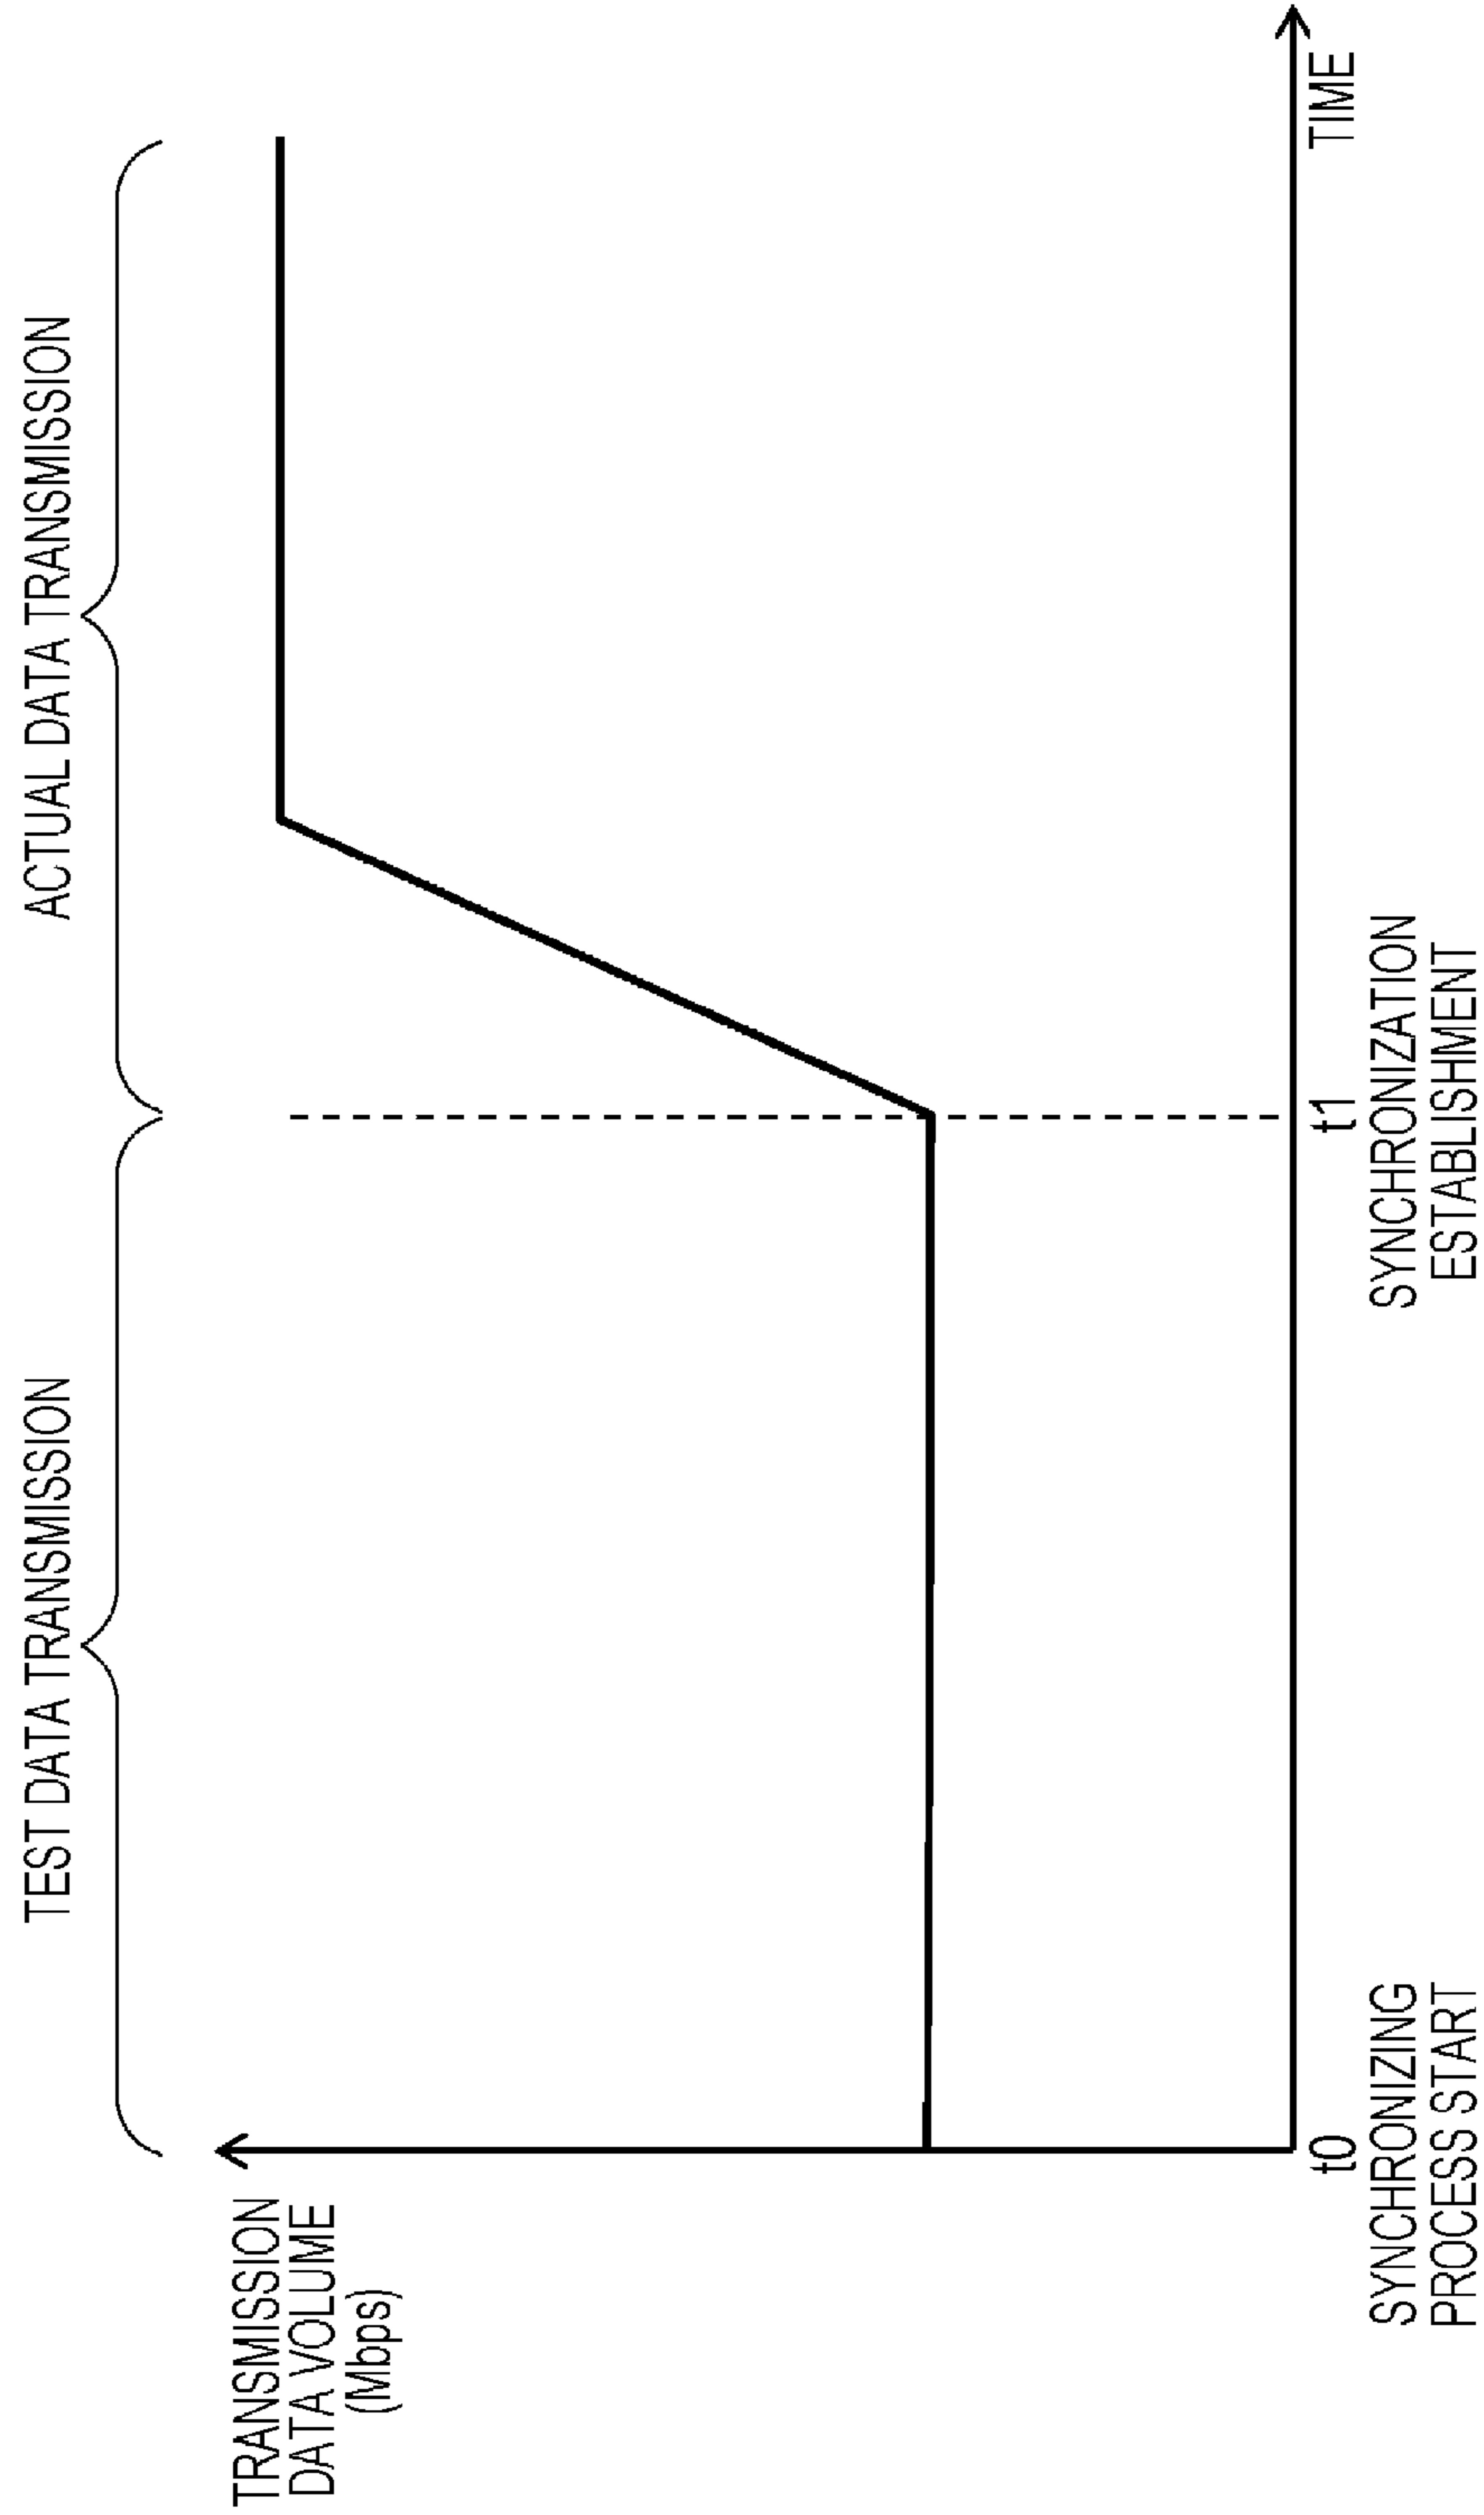 TEST DATA TRANSMISSION
ACTUAL DATA TRANSMISSION
TRANSMISSION
DATA VOLUME
(Mbps)
t0
t1
TIME
SYNCHRONIZING
PROCESS START
SYNCHRONIZATION
ESTABLISHMENT